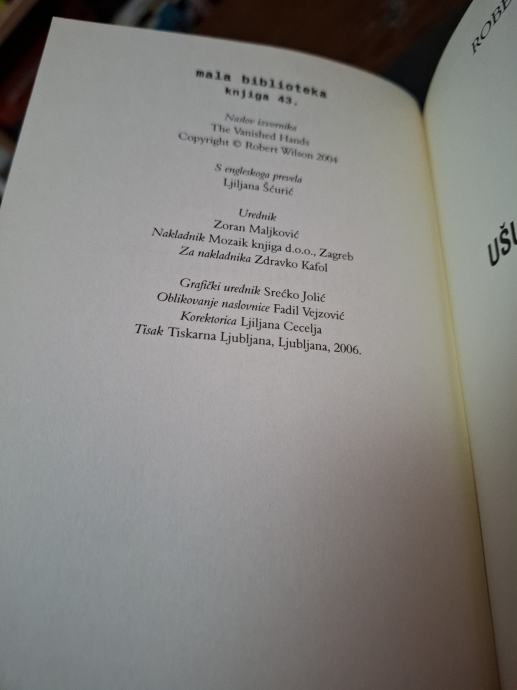 mala biblioteka
knjiga 43.
Naslov izvornika
The Vanished Hands
Copyright © Robert Wilson 2004
S engleskoga prevela
Ljiljana Šćurić
Urednik
Zoran Maljković
Nakladnik Mozaik knjiga d.o.o., Zagreb
Za nakladnika Zdravko Kafol
Grafički urednik Srećko Jolić
Oblikovanje naslovnice Fadil Vejzović
Korektorica Ljiljana Cecelja
Tisak Tiskarna Ljubljana, Ljubljana, 2006.